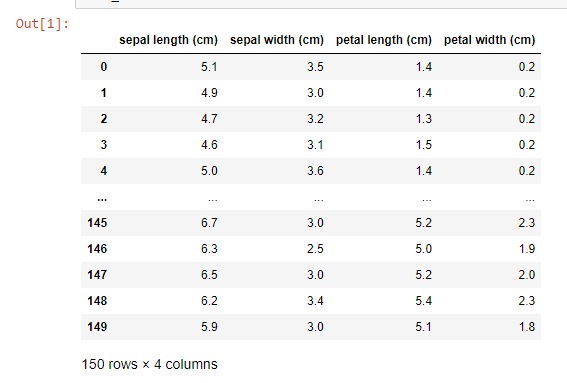 Out[1]:
sepal length (cm) sepal width (cm) petal length (cm) petal width (cm)
0 5.1 3.5 1.4 0.2
1 4.9 3.0 1.4 0.2
2 4.7 3.2 1.3 0.2
3 4.6 3.1 1.5 0.2
4 5.0 3.6 1.4 0.2
... ... ... ... ...
145 6.7 3.0 5.2 2.3
146 6.3 2.5 5.0 1.9
147 6.5 3.0 5.2 2.0
148 6.2 3.4 5.4 2.3
149 5.9 3.0 5.1 1.8
150 rows × 4 columns